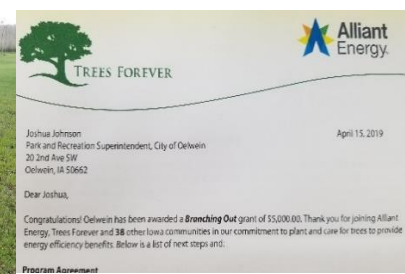 TREES FOREVER
Alliant
Energy.
Joshua Johnson
April 15, 2019
Park and Recreation Superintendent, City of Oelwein
20 2nd Ave SW
Oelwein, IA 50662
Dear Joshua,
Congratulations! Oelwein has been awarded a Branching Out grant of $5,000.00. Thank you for joining Alliant
Energy, Trees Forever and 38 other Iowa communities in our commitment to plant and care for trees to provide
energy efficiency benefits. Below is a list of next steps and:
Program Agreement